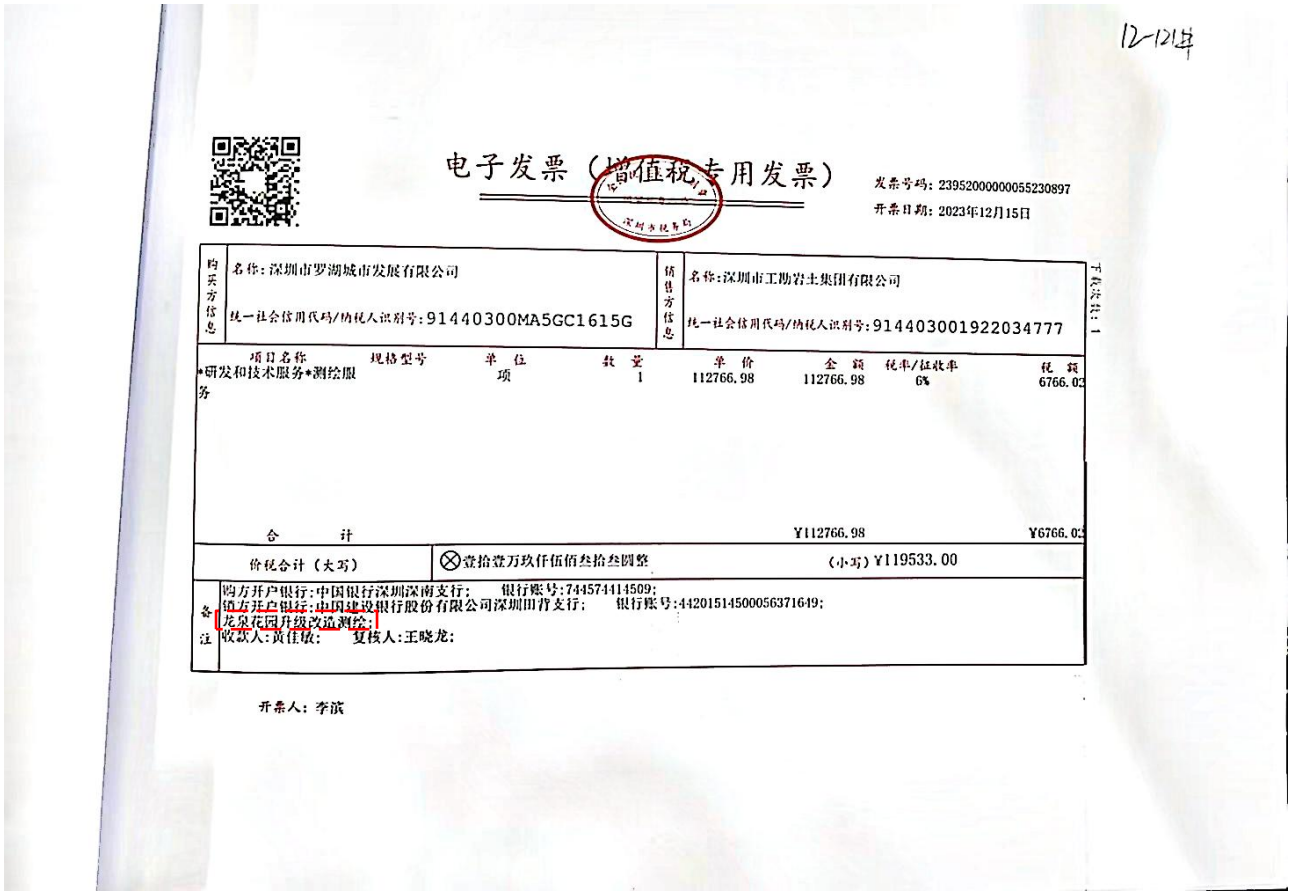 12-121#
电子发票（增值税专用发票）
深圳市税务局
发票号码：23952000000055230897
开票日期：2023年12月15日
购买方信息
名称：深圳市罗湖城市发展有限公司
统一社会信用代码/纳税人识别号：91440300MA5GC1615G
销售方信息
名称：深圳市工勘岩土集团有限公司
统一社会信用代码/纳税人识别号：914403001922034777
下载次数：1
项目名称 规格型号 单位 数量 单价 金额 税率/征收率 税额
*研发和技术服务*测绘服 项 1 112766.98 112766.98 6% 6766.02
务
合计 ¥112766.98 ¥6766.02
价税合计（大写） ⊗壹拾壹万玖仟伍佰叁拾叁圆整 （小写）¥119533.00
备注
购方开户银行：中国银行深圳深南支行； 银行账号：744574414509；
销方开户银行：中国建设银行股份有限公司深圳田背支行； 银行账号：44201514500056371649；
龙泉花园升级改造测绘；
收款人：黄佳敏； 复核人：王晓龙；
开票人：李滨